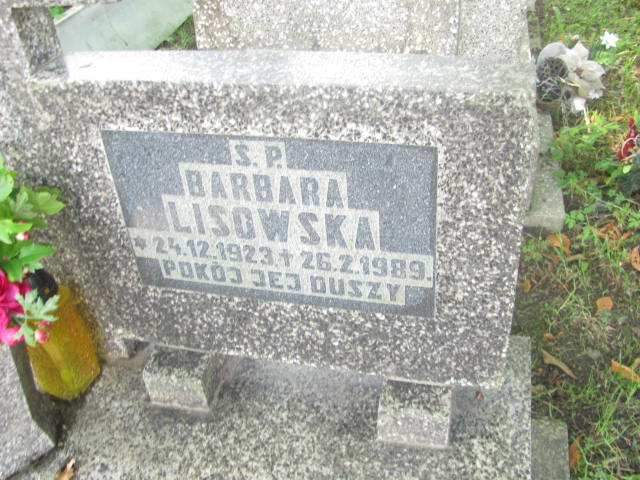 S.P.
BARBARA
LISOWSKA
* 24.12.1923. † 26.2.1989.
POKÓJ JEJ DUSZY